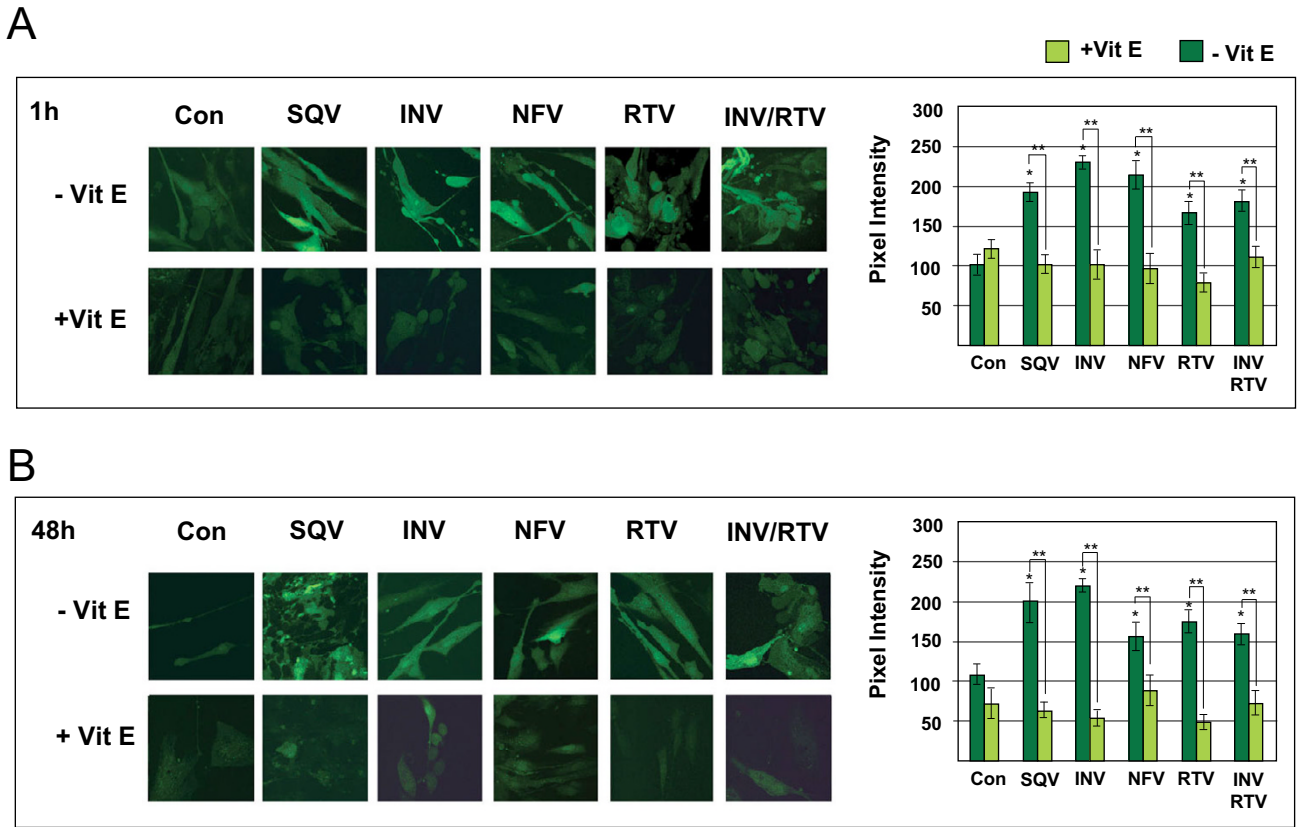 A
+Vit E - Vit E
1h
Con SQV INV NFV RTV INV/RTV
- Vit E
+Vit E
Pixel Intensity
300
250
200
150
100
50
* ** * ** * ** * ** * **
Con SQV INV NFV RTV INV
RTV
B
48h
Con SQV INV NFV RTV INV/RTV
- Vit E
+ Vit E
Pixel Intensity
300
250
200
150
100
50
* ** * ** * ** * ** * **
Con SQV INV NFV RTV INV
RTV